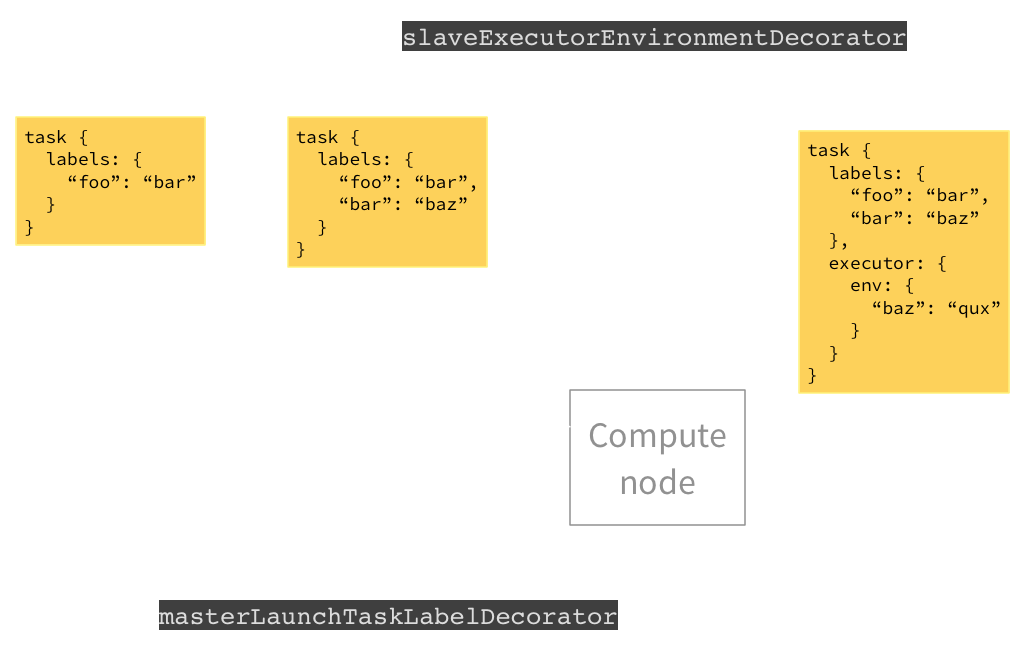 slaveExecutorEnvironmentDecorator
task {
  labels: {
    “foo”: “bar”
  }
}
task {
  labels: {
    “foo”: “bar”,
    “bar”: “baz”
  }
}
task {
  labels: {
    “foo”: “bar”,
    “bar”: “baz”
  },
  executor: {
    env: {
      “baz”: “qux”
    }
  }
}
Compute
node
masterLaunchTaskLabelDecorator